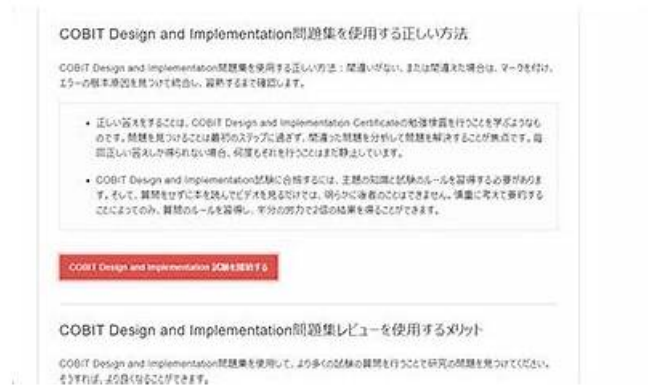 COBIT Design and Implementation問題集を使用する正しい方法
COBIT Design and Implementation問題集を使用する正しい方法：間違いがない、または間違えた場合は、マークを付け、
エラーの根本原因を見つけて統合し、習熟するまで確認します。
正しい答えをすることは、COBIT Design and Implementation Certificateの勉強検査を行うことを学ぶようなも
のです。問題を見つけることは最初のステップに過ぎず、間違った問題を分析して問題を解決することが焦点です。毎
回正しい答えしか得られない場合、何度もそれを行うことはまだ静止しています。
COBIT Design and Implementation試験に合格するには、主題の知識と試験のルールを習得する必要がありま
す。そして、質問をせずに本を読んでビデオを見るだけでは、明らかに後者のことはできません。慎重に考えて要約する
ことによってのみ、質問のルールを習得し、半分の労力で2倍の結果を得ることができます。
COBIT Design and Implementation 試験を開始する
COBIT Design and Implementation問題集レビューを使用するメリット
COBIT Design and Implementation問題集を使用して、より多くの試験の質問を行うことで研究の問題を見つけてください。
そうすれば、より良くなることができます。